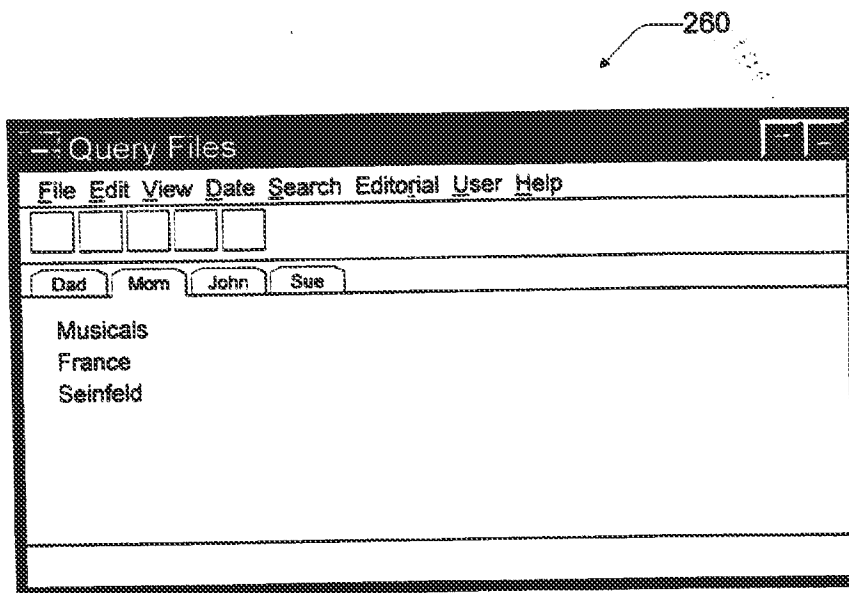 260
Query Files
File Edit View Date Search Editorial User Help
Dad Mom John Sue
Musicals
France
Seinfeld